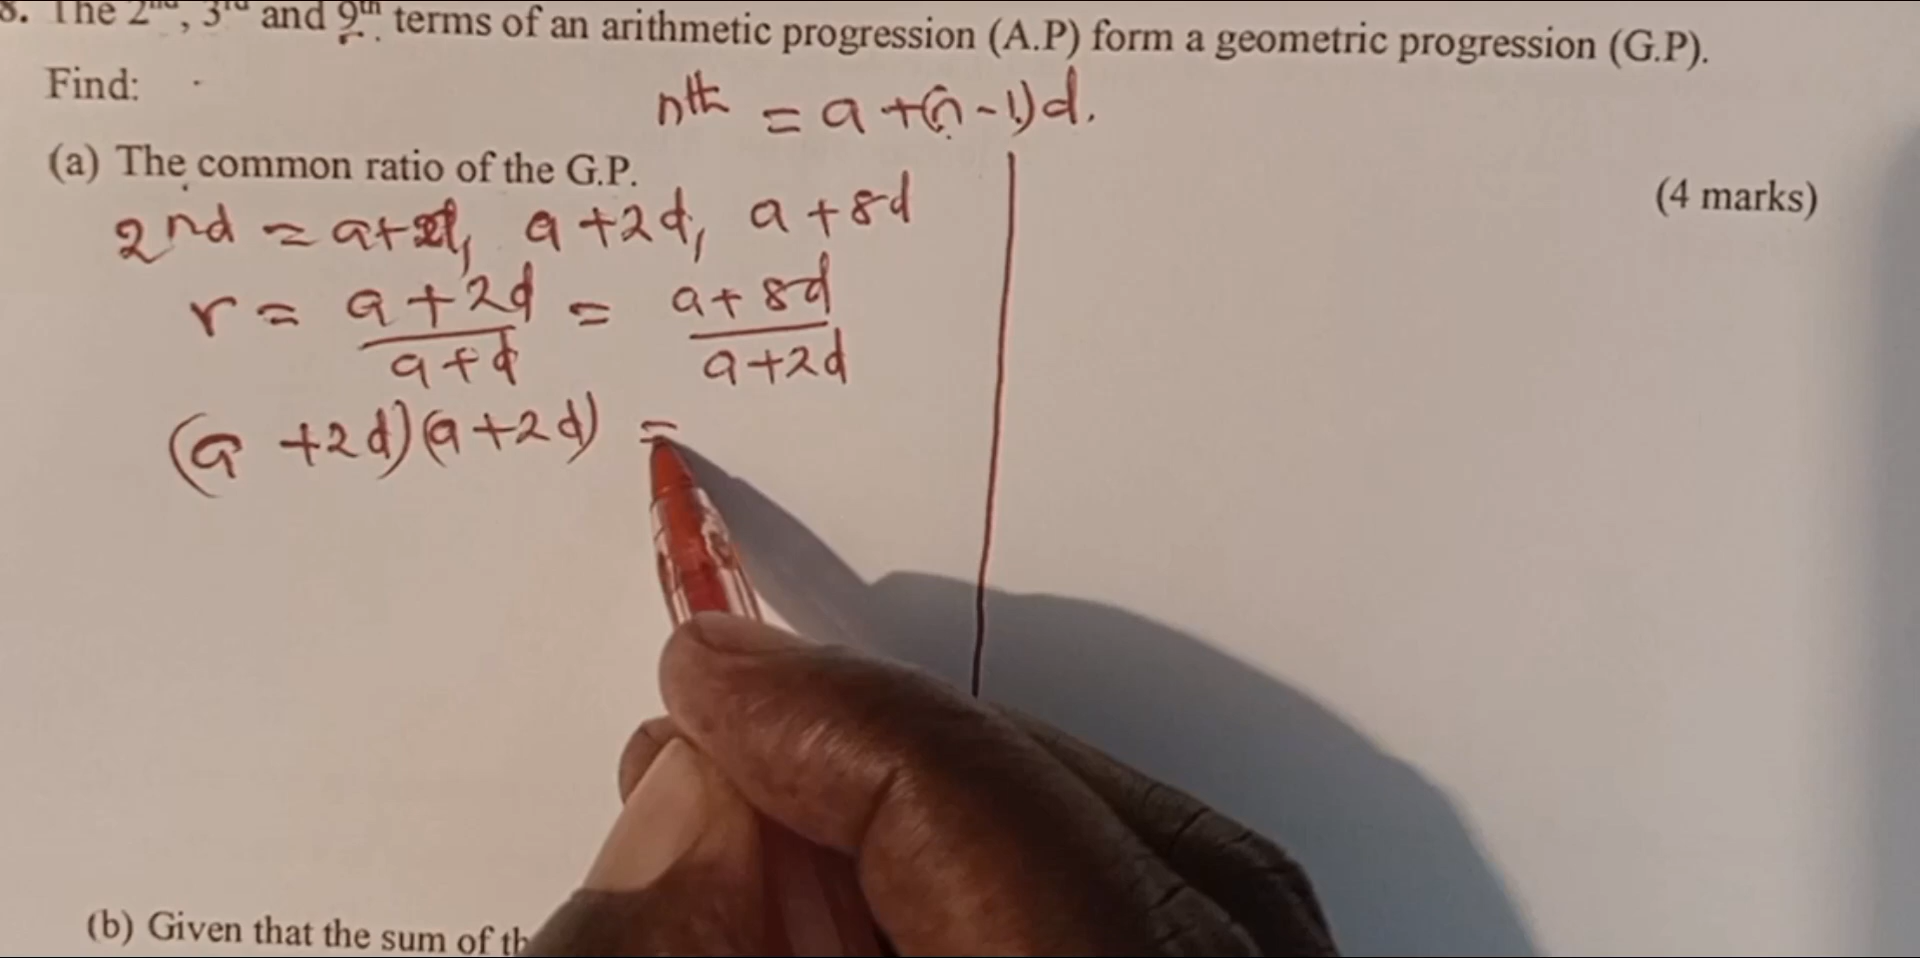 8. The 2nd, 3rd and 9th terms of an arithmetic progression (A.P) form a geometric progression (G.P).
Find:
nth = a +(n-1)d.
(a) The common ratio of the G.P.
(4 marks)
2nd = a+d, a+2d, a+8d
r = a+2d/a+d = a+8d/a+2d
(a +2d)(a+2d) =
(b) Given that the sum of th